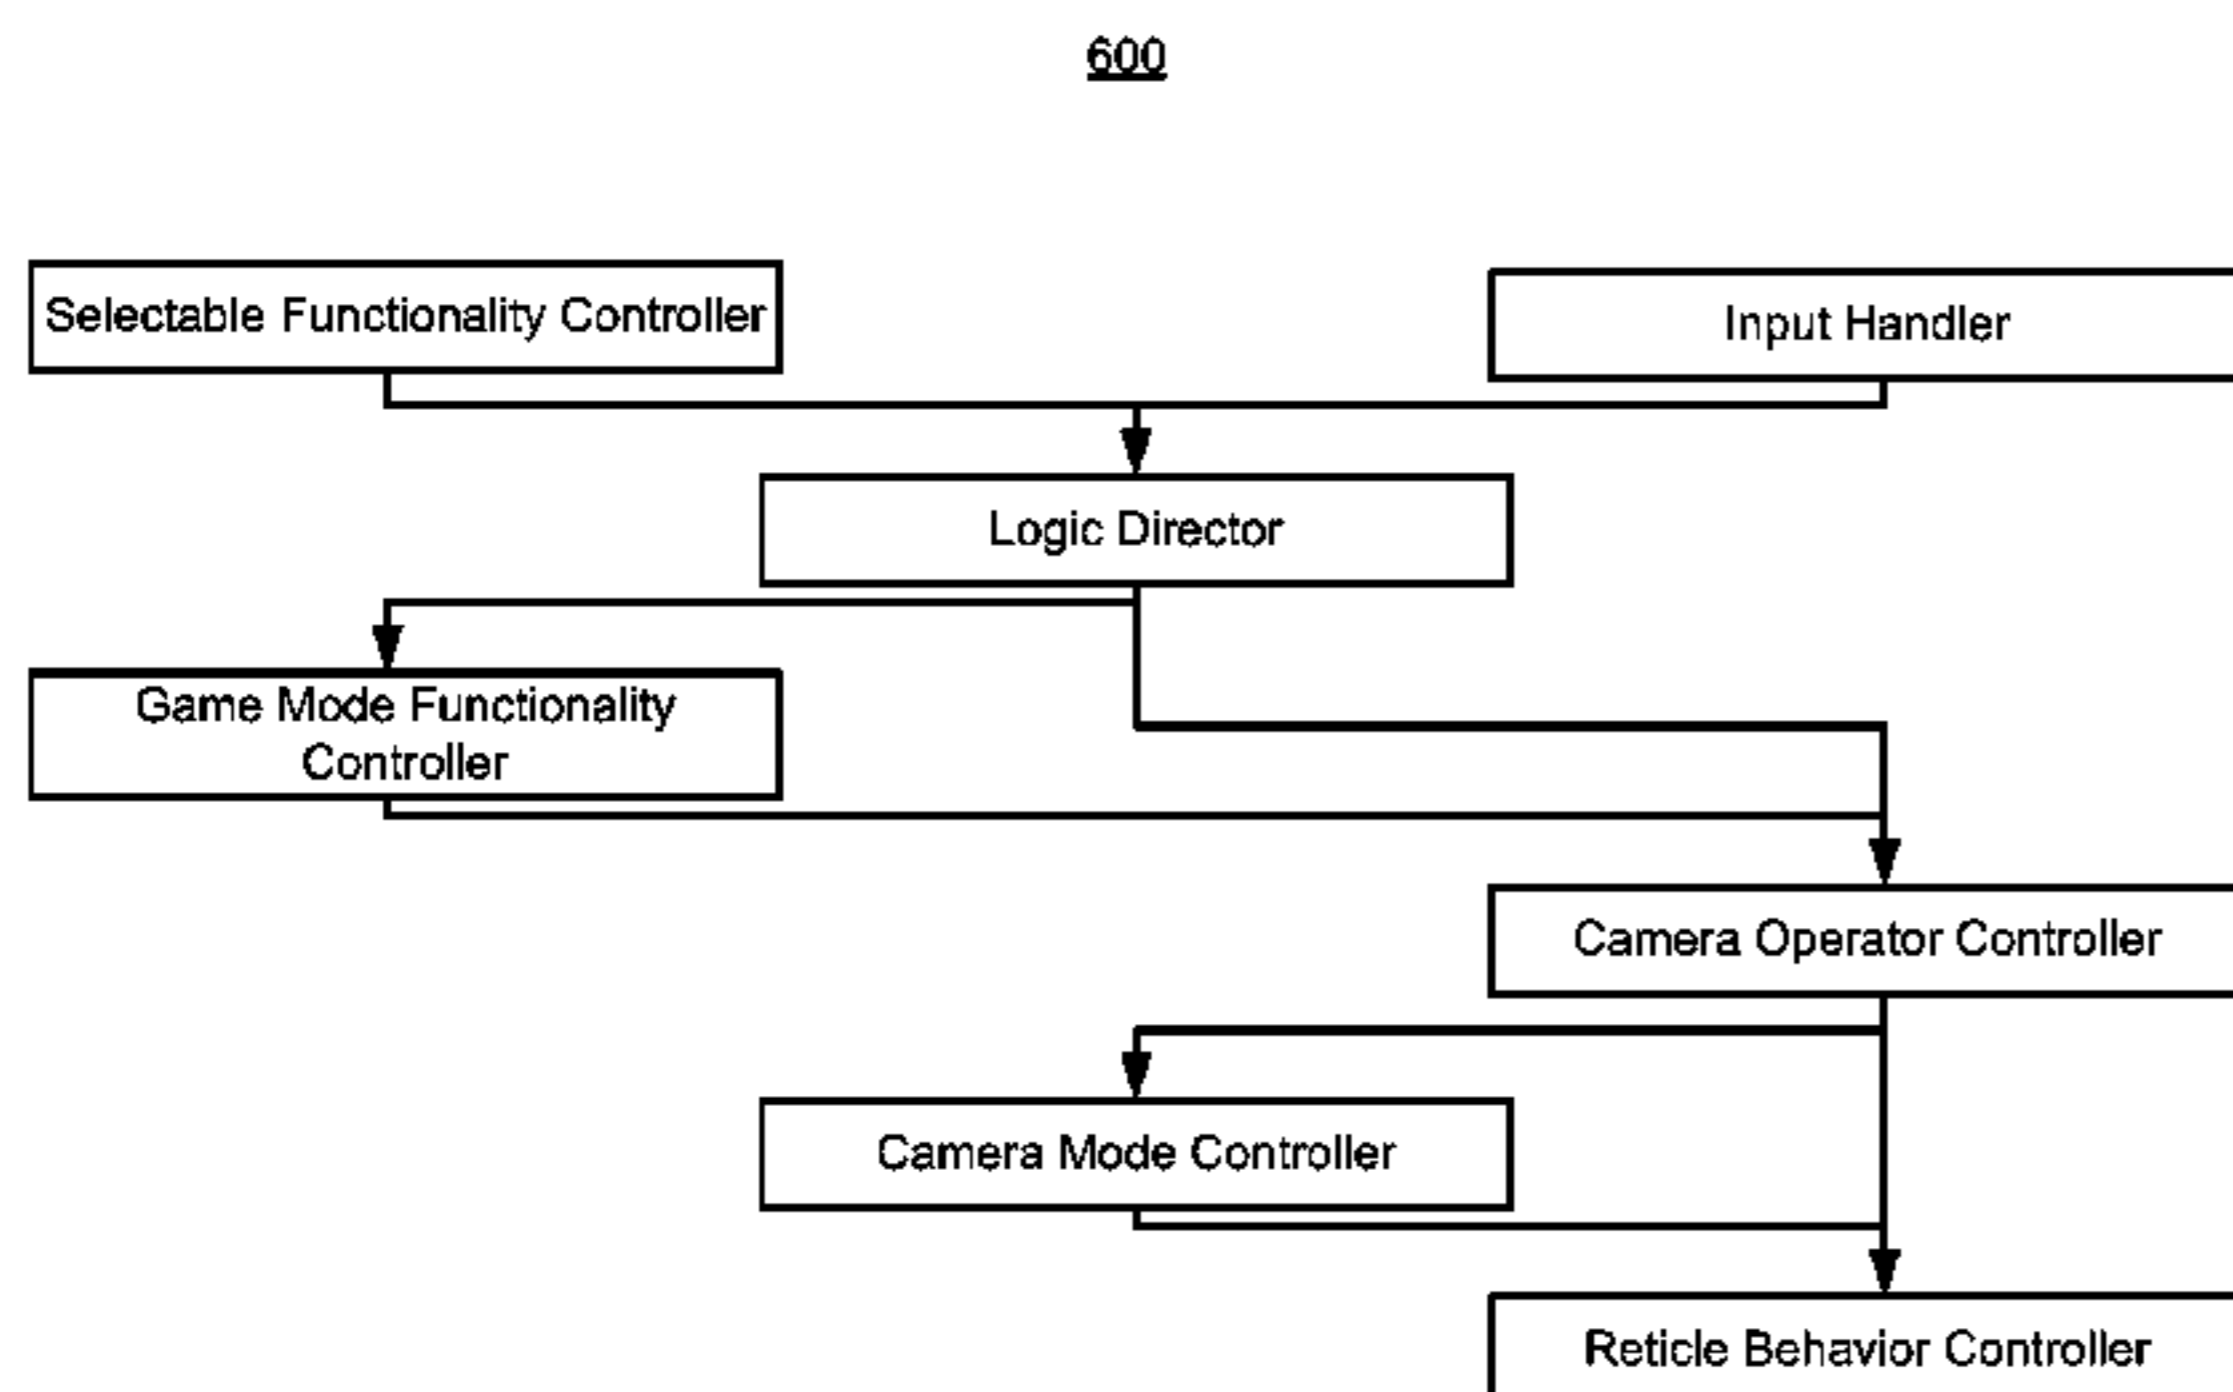 600
Selectable Functionality Controller
Input Handler
Logic Director
Game Mode Functionality
Controller
Camera Operator Controller
Camera Mode Controller
Reticle Behavior Controller